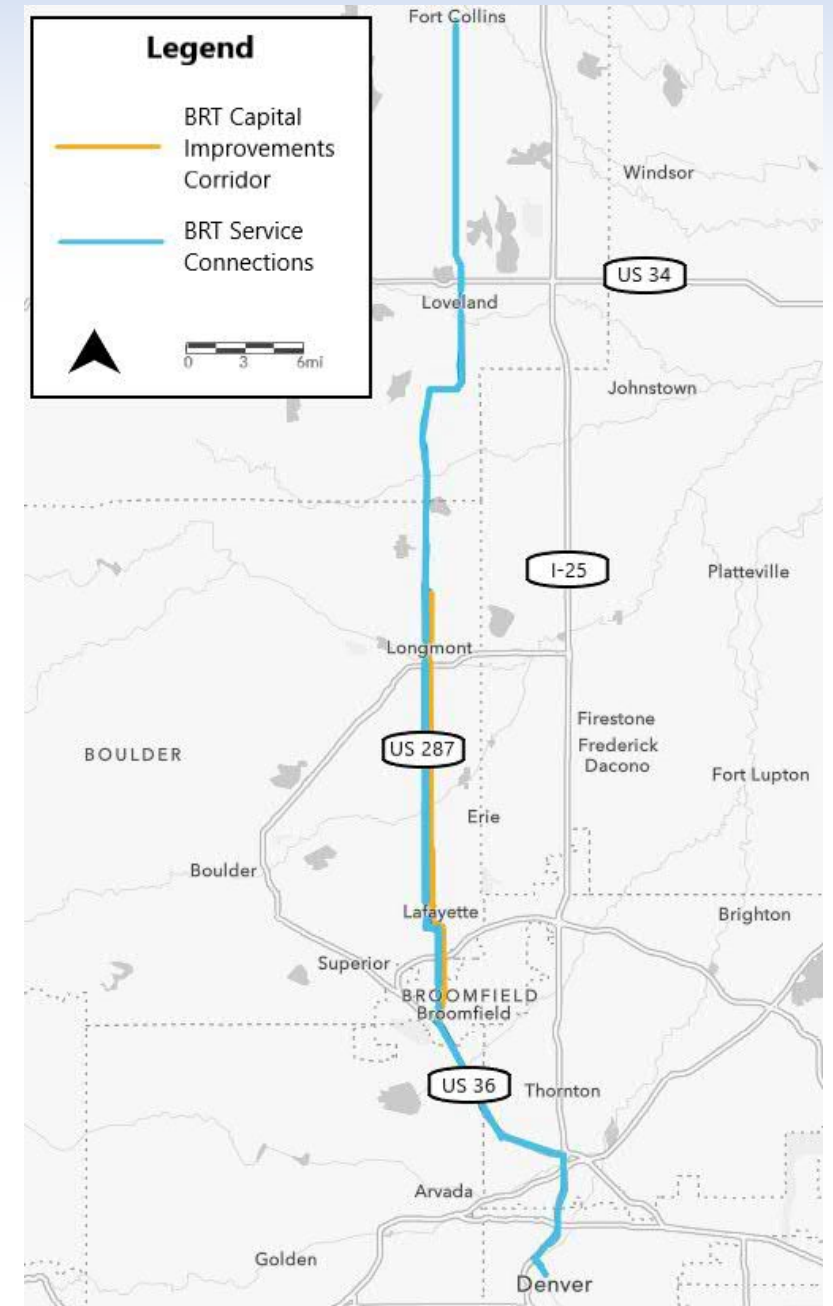 Legend
BRT Capital
Improvements
Corridor
BRT Service
Connections
0 3 6mi
Fort Collins
Windsor
US 34
Loveland
Johnstown
I-25
Platteville
Longmont
Firestone
US 287
Frederick
BOULDER
Dacono
Fort Lupton
Erie
Boulder
Lafayette
Brighton
Superior
BROOMFIELD
Broomfield
US 36
Thornton
Arvada
Golden
Denver